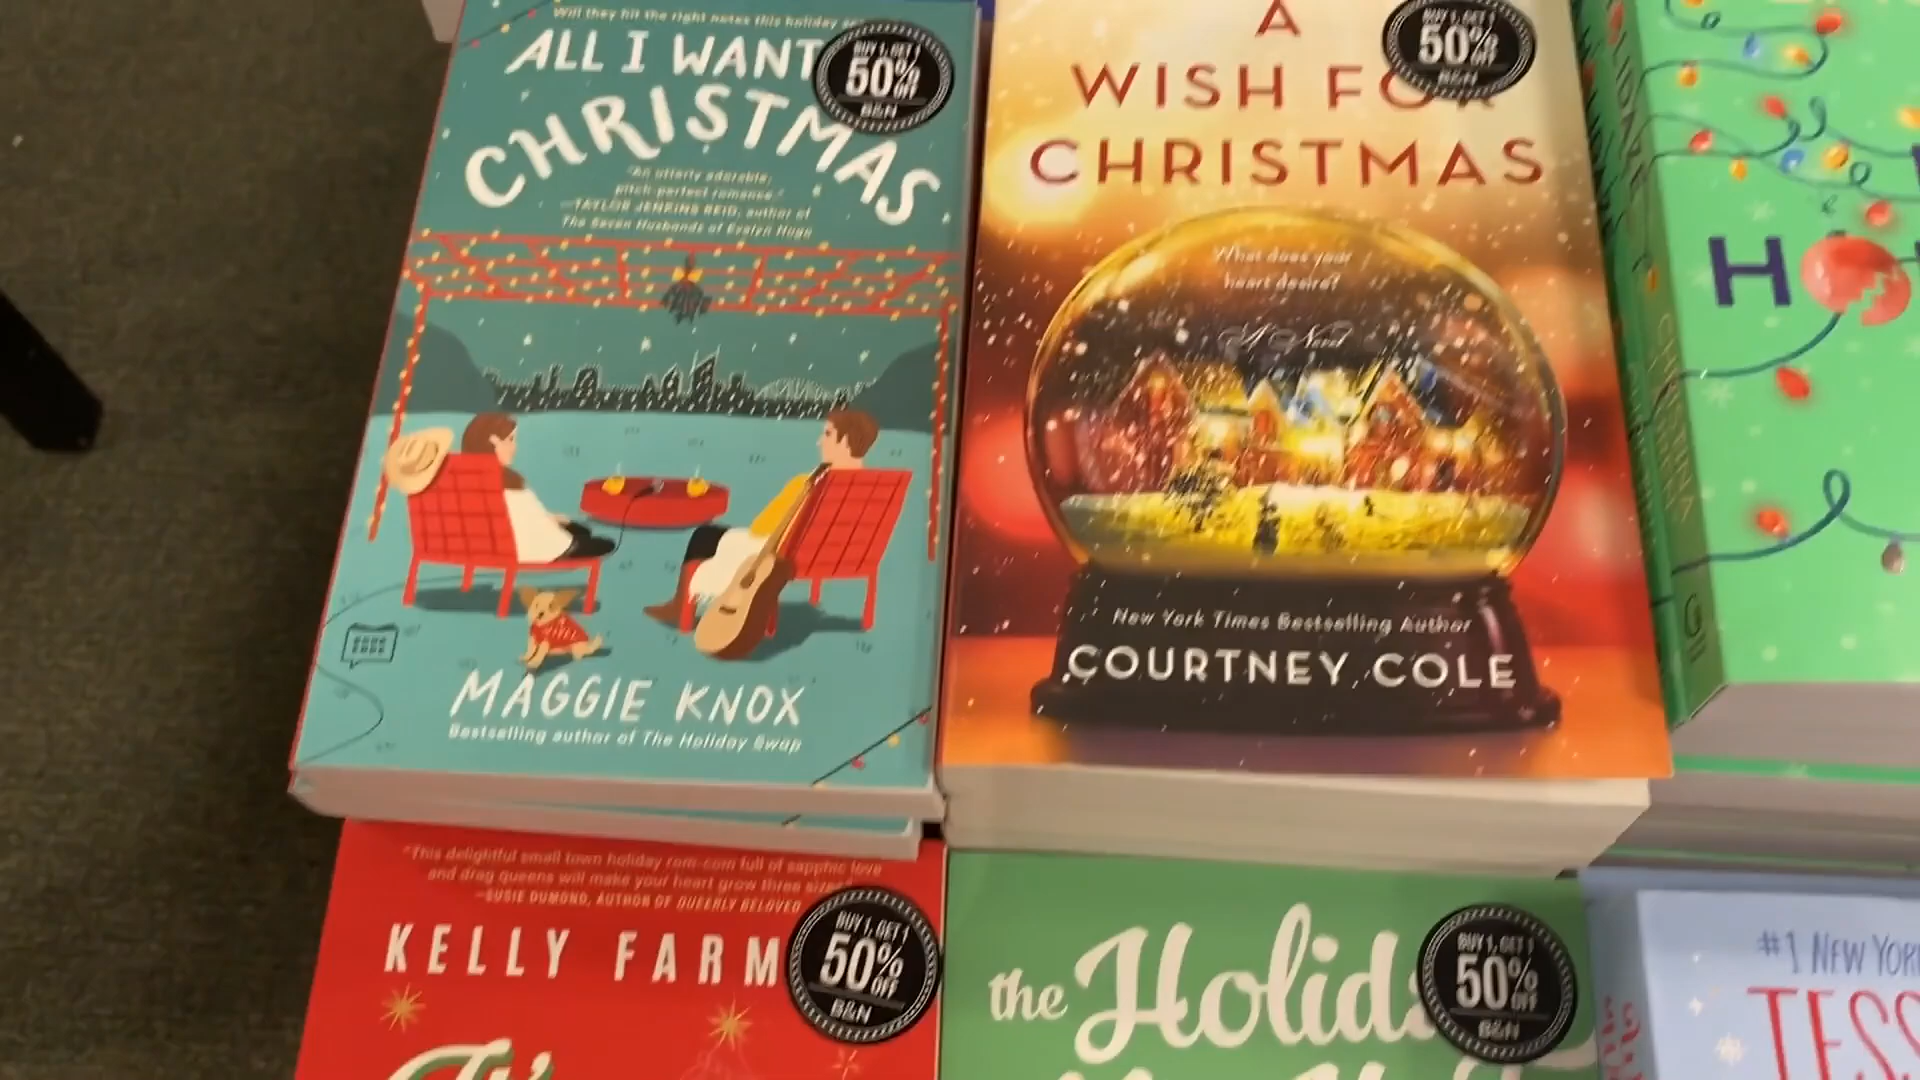 Will they hit the right notes this holiday
ALL I WANT
CHRISTMAS
"An utterly adorable,
pitch-perfect romance."
—TAYLOR JENKINS REID, author of
The Seven Husbands of Evelyn Hugo
BUY 1, GET 1
50%
OFF
B&N
MAGGIE KNOX
Bestselling author of The Holiday Swap
A
WISH FOR
CHRISTMAS
BUY 1, GET 1
50%
OFF
B&N
What does your
heart desire?
A Novel
New York Times Bestselling Author
COURTNEY COLE
HOLIDAZE
CHRISTINA
H
"This delightful small town holiday rom-com full of sapphic love
and drag queens will make your heart grow three sizes."
—SUSIE DUMOND, AUTHOR OF QUEERLY BELOVED
KELLY FARM
BUY 1, GET 1
50%
OFF
B&N
the Holid
BUY 1, GET 1
50%
OFF
B&N
#1 NEW YOR
TESS